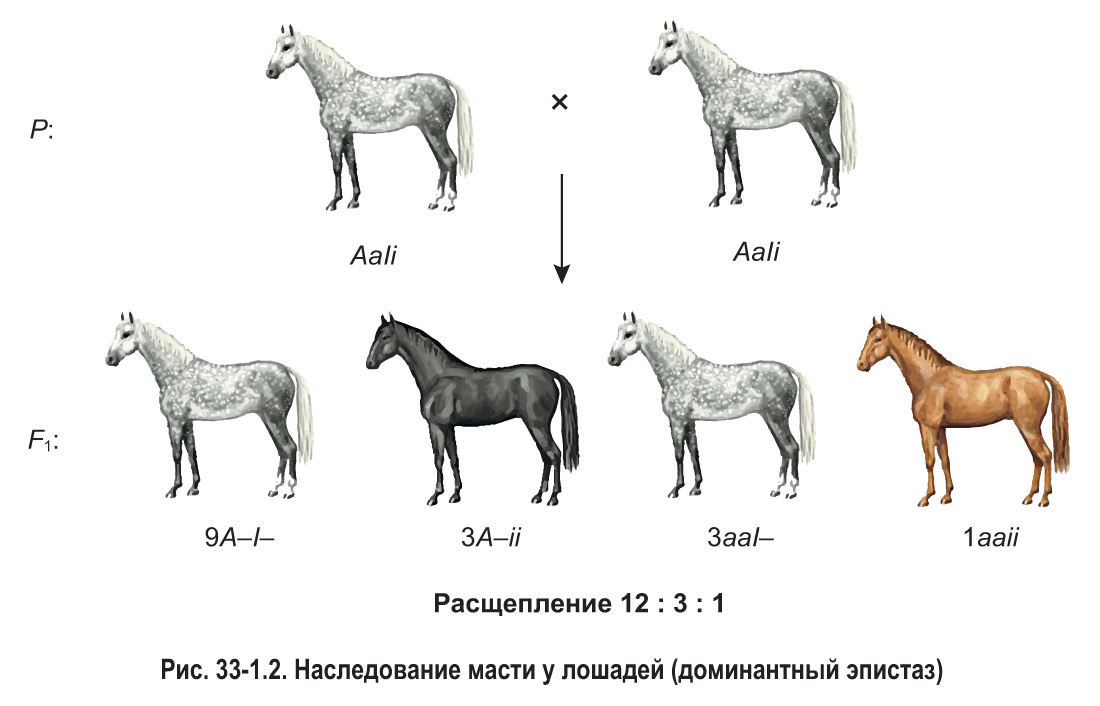 P:
×
AaIi
AaIi
F₁:
9A–I–
3A–ii
3aaI–
1aaii
Расщепление 12 : 3 : 1
Рис. 33-1.2. Наследование масти у лошадей (доминантный эпистаз)